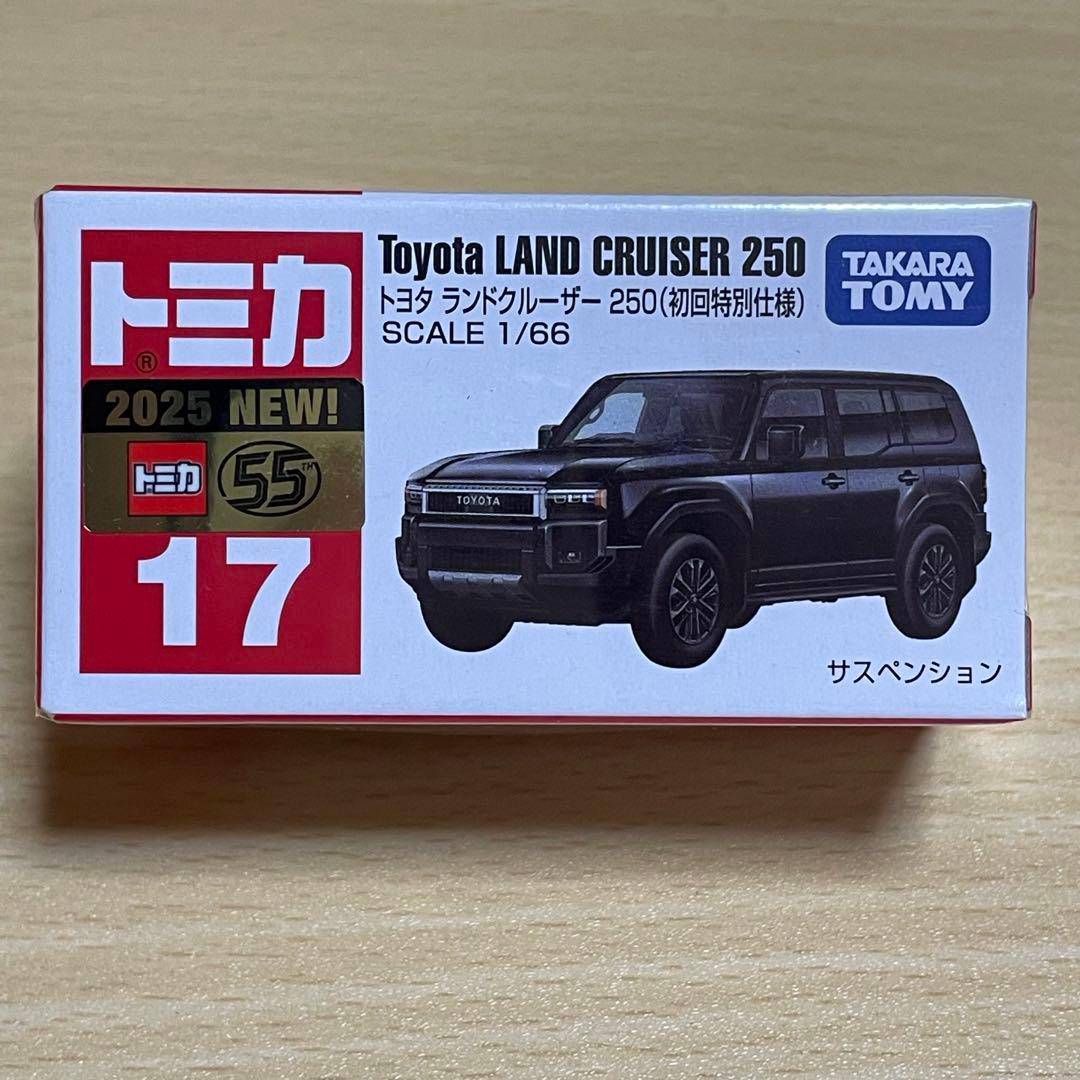 トミカ
®
2025 NEW!
トミカ 55TH
17
Toyota LAND CRUISER 250
トヨタ ランドクルーザー 250(初回特別仕様)
SCALE 1/66
TAKARA
TOMY
TOYOTA
サスペンション